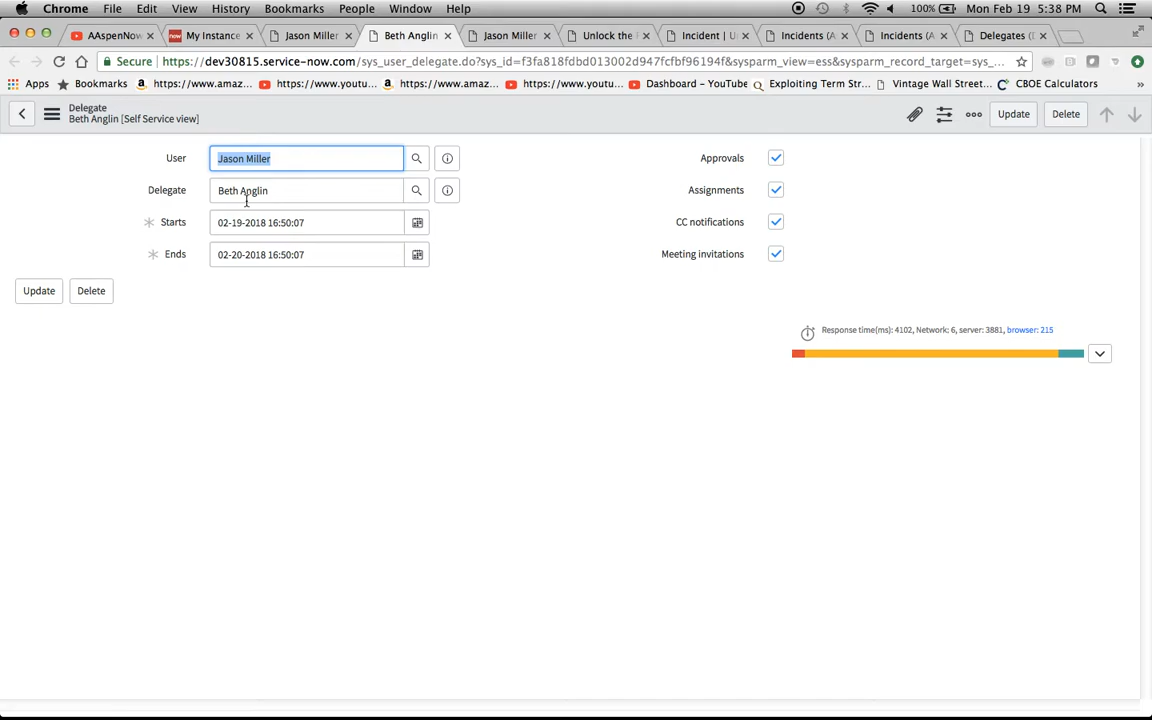 Chrome File Edit View History Bookmarks People Window Help 100% Mon Feb 19 5:38 PM
AAspenNow My Instance Jason Miller Beth Anglin Jason Miller Unlock the Incident | U Incidents (A Incidents (A Delegates (
Secure https://dev30815.service-now.com/sys_user_delegate.do?sys_id=f3fa818fdbd013002d947fcfbf96194f&sysparm_view=ess&sysparm_record_target=sys_...
Apps Bookmarks https://www.amaz... https://www.youtu... https://www.amaz... https://www.youtu... Dashboard – YouTube Exploiting Term Str... Vintage Wall Street... CBOE Calculators »
Delegate
Beth Anglin [Self Service view]
Update Delete
User Jason Miller Approvals
Delegate Beth Anglin Assignments
Starts 02-19-2018 16:50:07 CC notifications
Ends 02-20-2018 16:50:07 Meeting invitations
Update Delete
Response time(ms): 4102, Network: 6, server: 3881, browser: 215